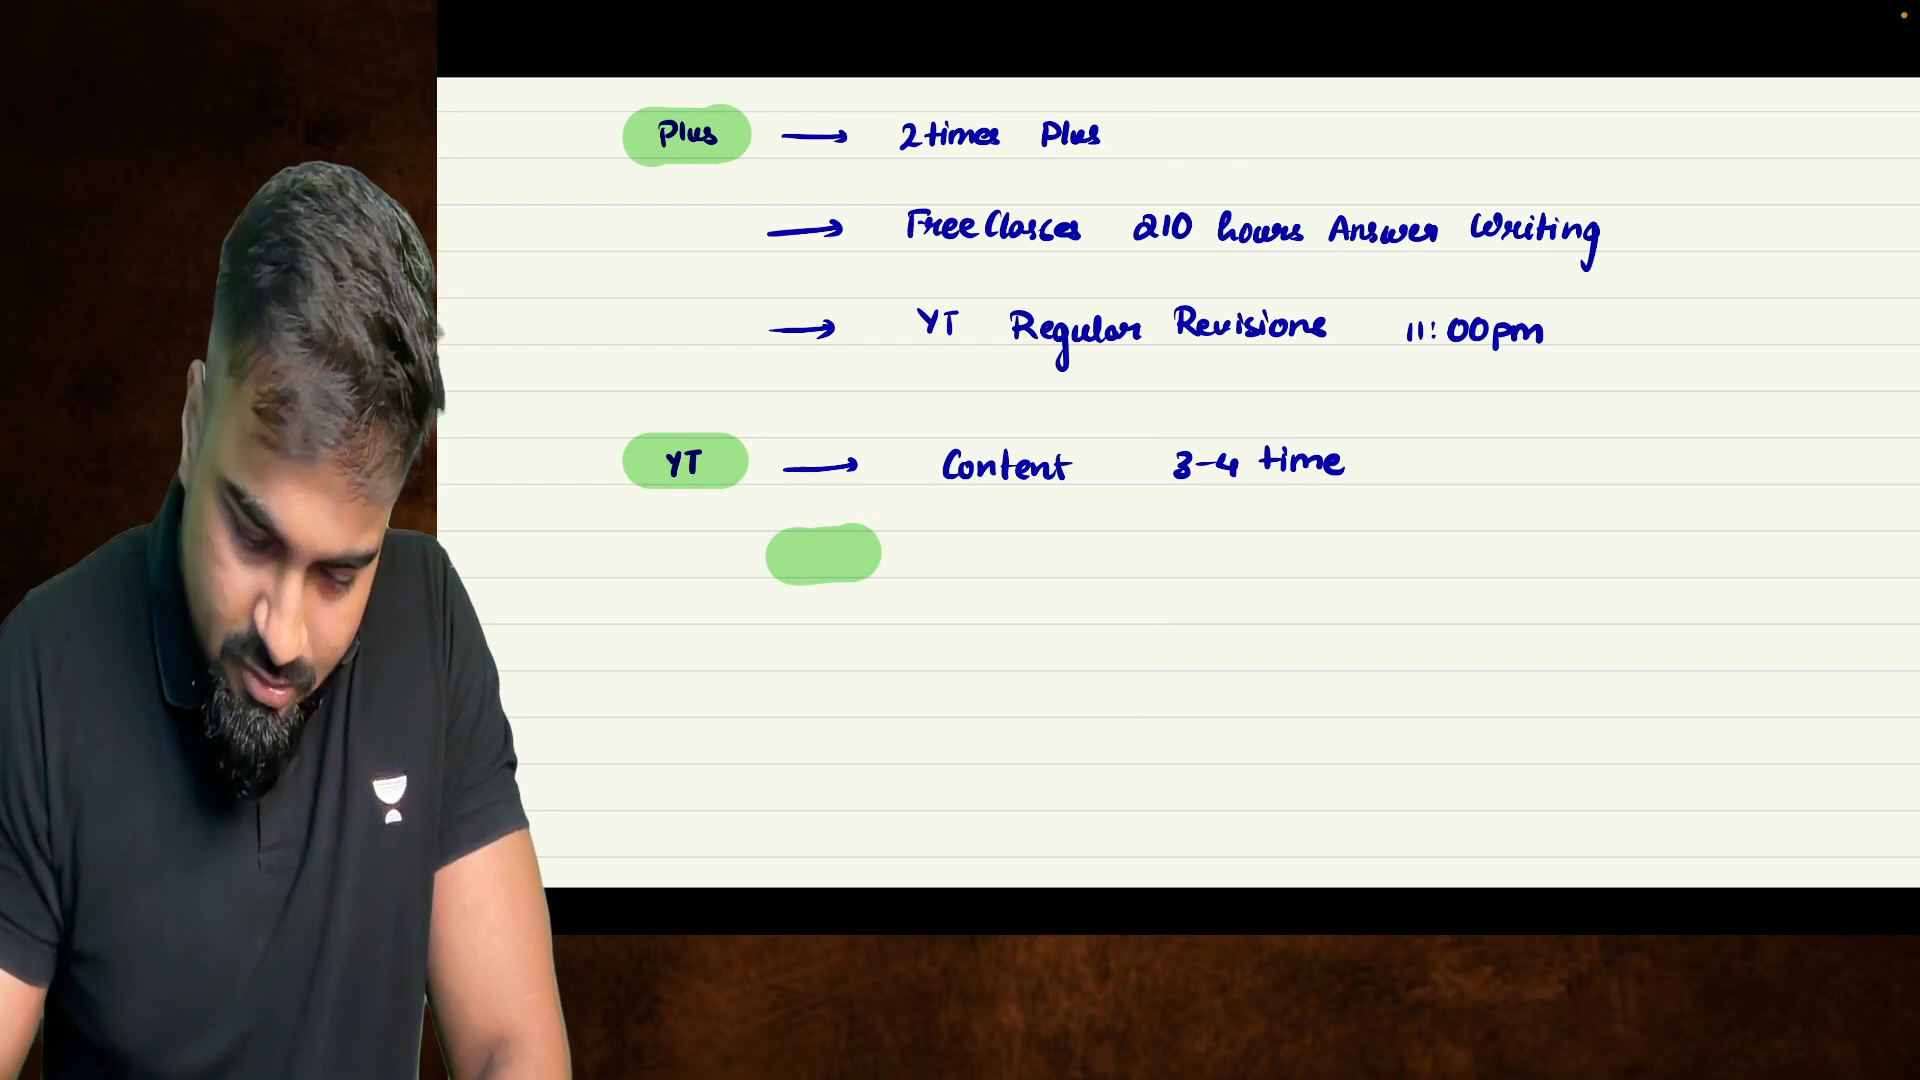 Plus → 2 times Plus
→ Free Classes 210 hours Answer Writing
→ YT Regular Revisions 11:00pm
YT → Content 3-4 time